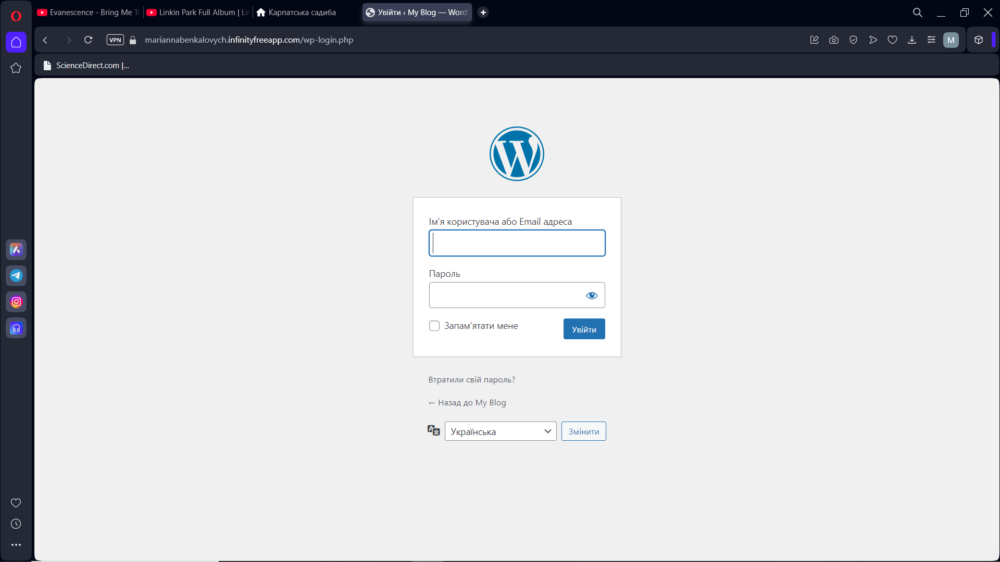 Evanescence - Bring Me To
Linkin Park Full Album | Lin
Карпатська садиба
Увійти ‹ My Blog — Word
VPN
mariannabenkalovych.infinityfreeapp.com/wp-login.php
M
ScienceDirect.com |...
Ім'я користувача або Email адреса
Пароль
Запам'ятати мене
Увійти
Втратили свій пароль?
← Назад до My Blog
Українська
Змінити